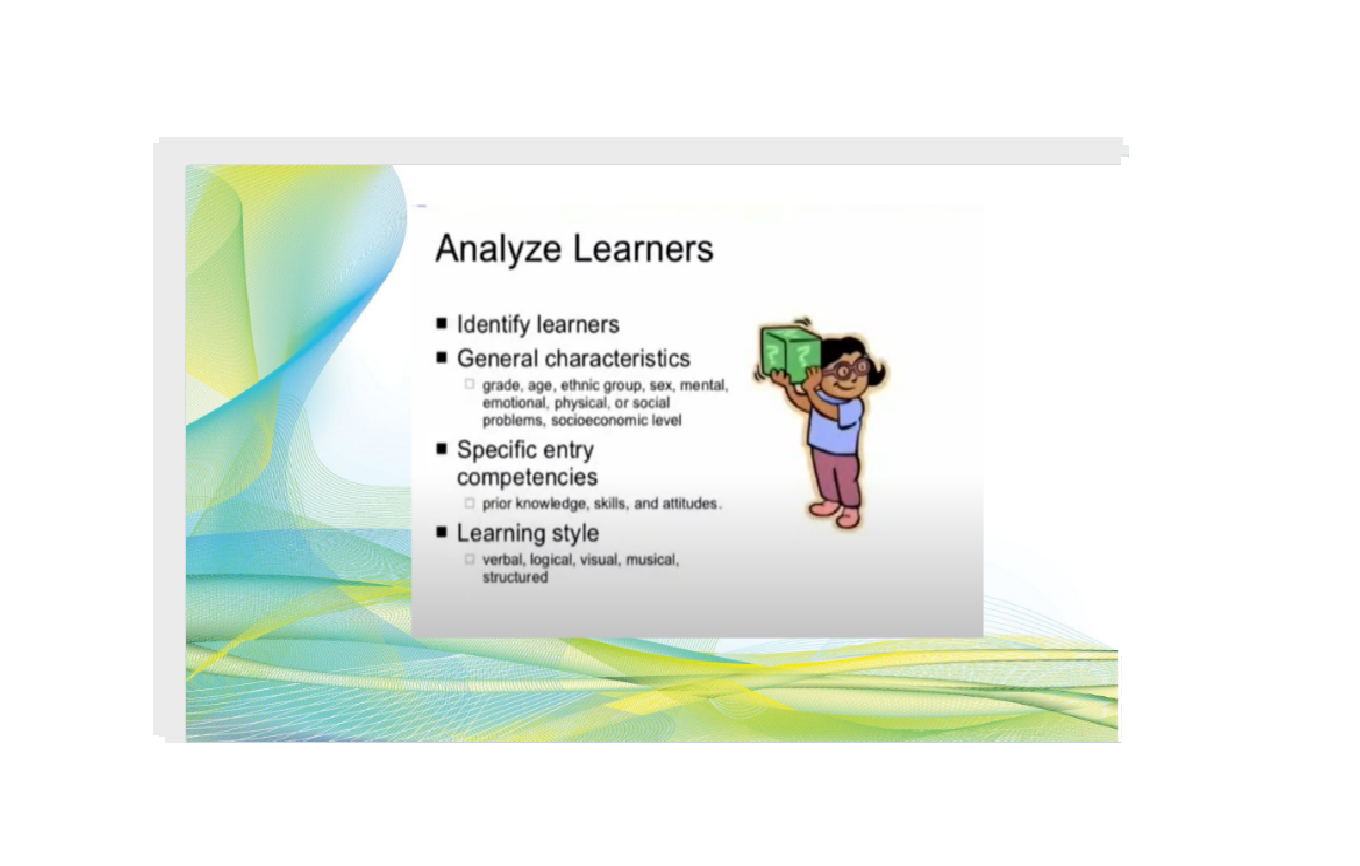 Analyze Learners
Identify learners
General characteristics
grade, age, ethnic group, sex, mental,
emotional, physical, or social
problems, socioeconomic level
Specific entry
competencies
prior knowledge, skills, and attitudes.
Learning style
verbal, logical, visual, musical,
structured